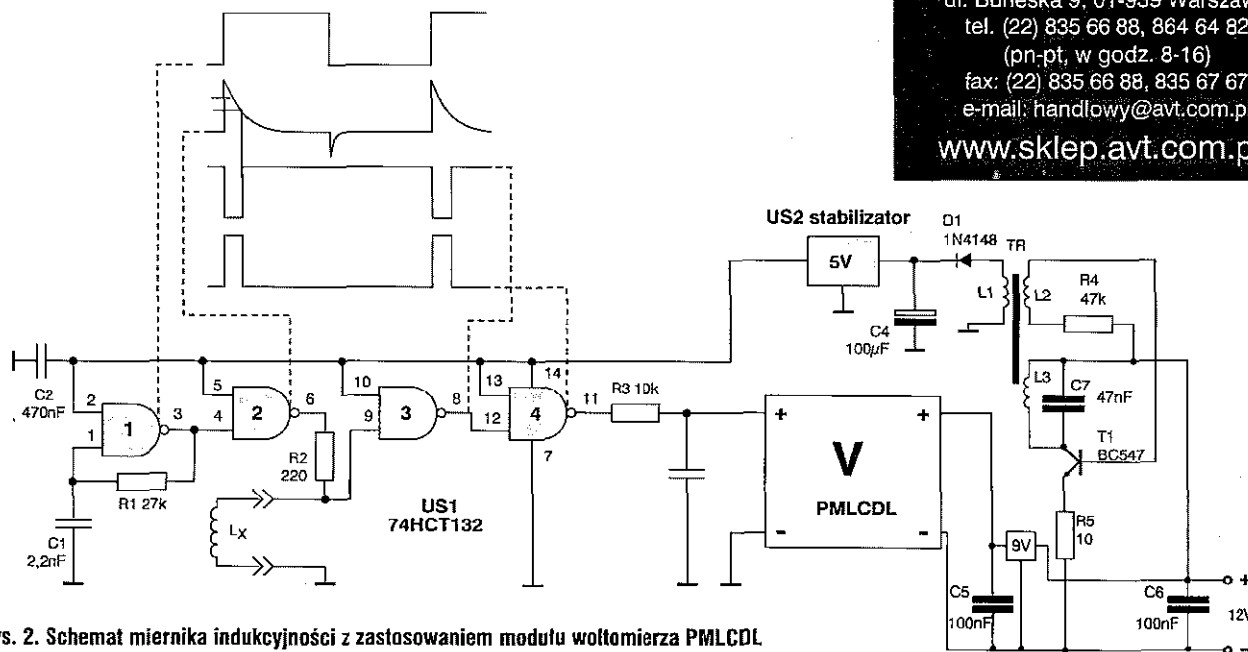 ul. Burleska 9, 01-939 Warszaw
tel. (22) 835 66 88, 864 64 82
(pn-pt, w godz. 8-16)
fax: (22) 835 66 88, 835 67 67
e-mail: handlowy@avt.com.p
www.sklep.avt.com.p
US2 stabilizator
5V
D1
1N4148
TR
L1
L2
R4
47k
C4
100µF
L3
C7
47nF
T1
BC547
R5
10
C2
470nF
2
1
1
3
R1 27k
C1
2,2nF
5
4
2
6
R2
220
LX
10
9
3
8
US1
74HCT132
13
12
14
4
11
7
R3 10k
+
+
V
PMLCDL
-
-
9V
C5
100nF
C6
100nF
+
12V
-
ys. 2. Schemat miernika indukcyjności z zastosowaniem modułu woltomierza PMLCDL